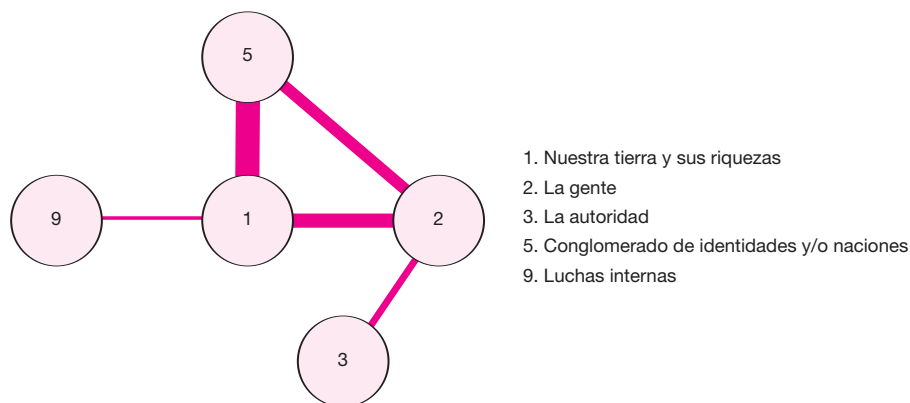 5
9
1
2
3
1. Nuestra tierra y sus riquezas
2. La gente
3. La autoridad
5. Conglomerado de identidades y/o naciones
9. Luchas internas